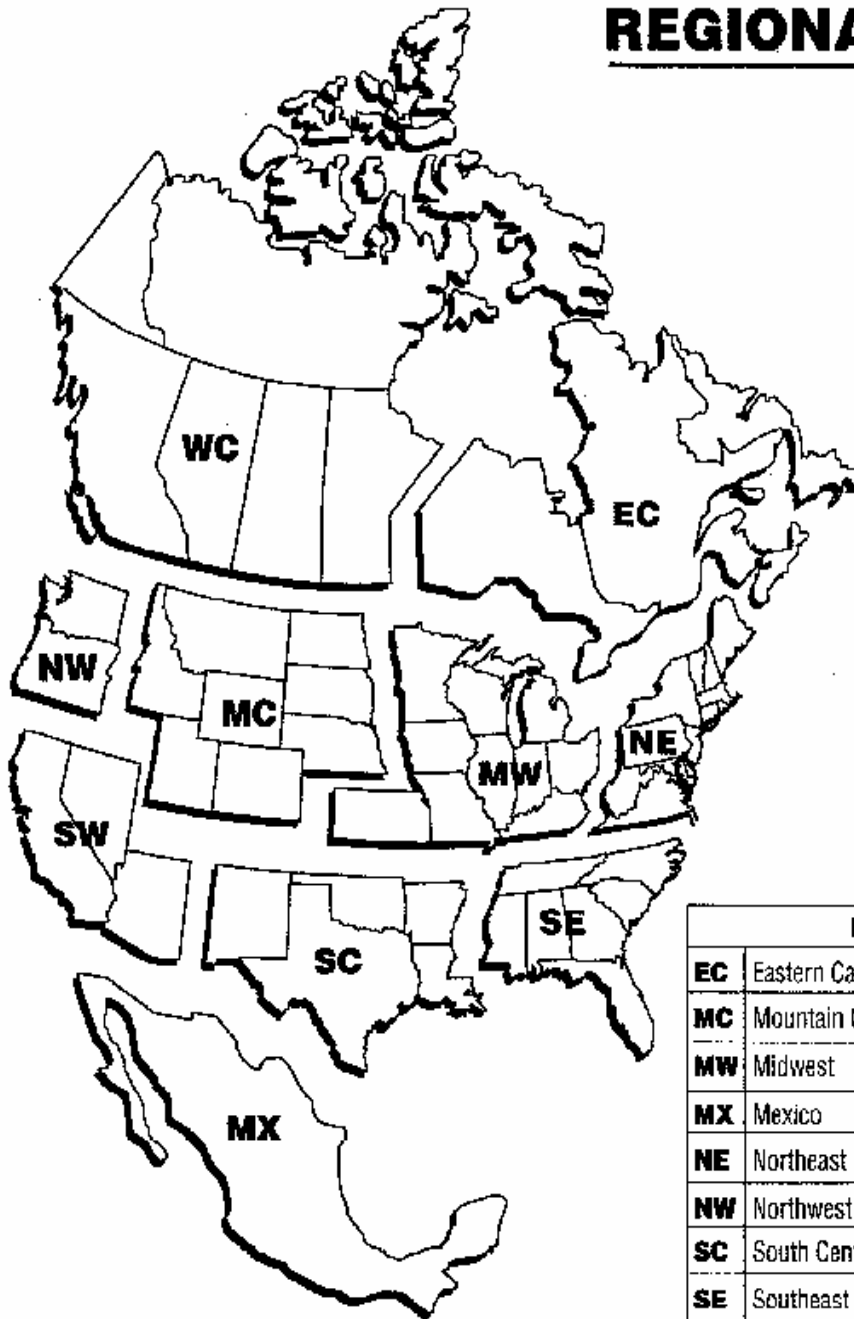 REGIONA
WC
EC
NW
MC
MW
NE
SW
SC
SE
MX
EC Eastern Ca
MC Mountain
MW Midwest
MX Mexico
NE Northeast
NW Northwest
SC South Cen
SE Southeast